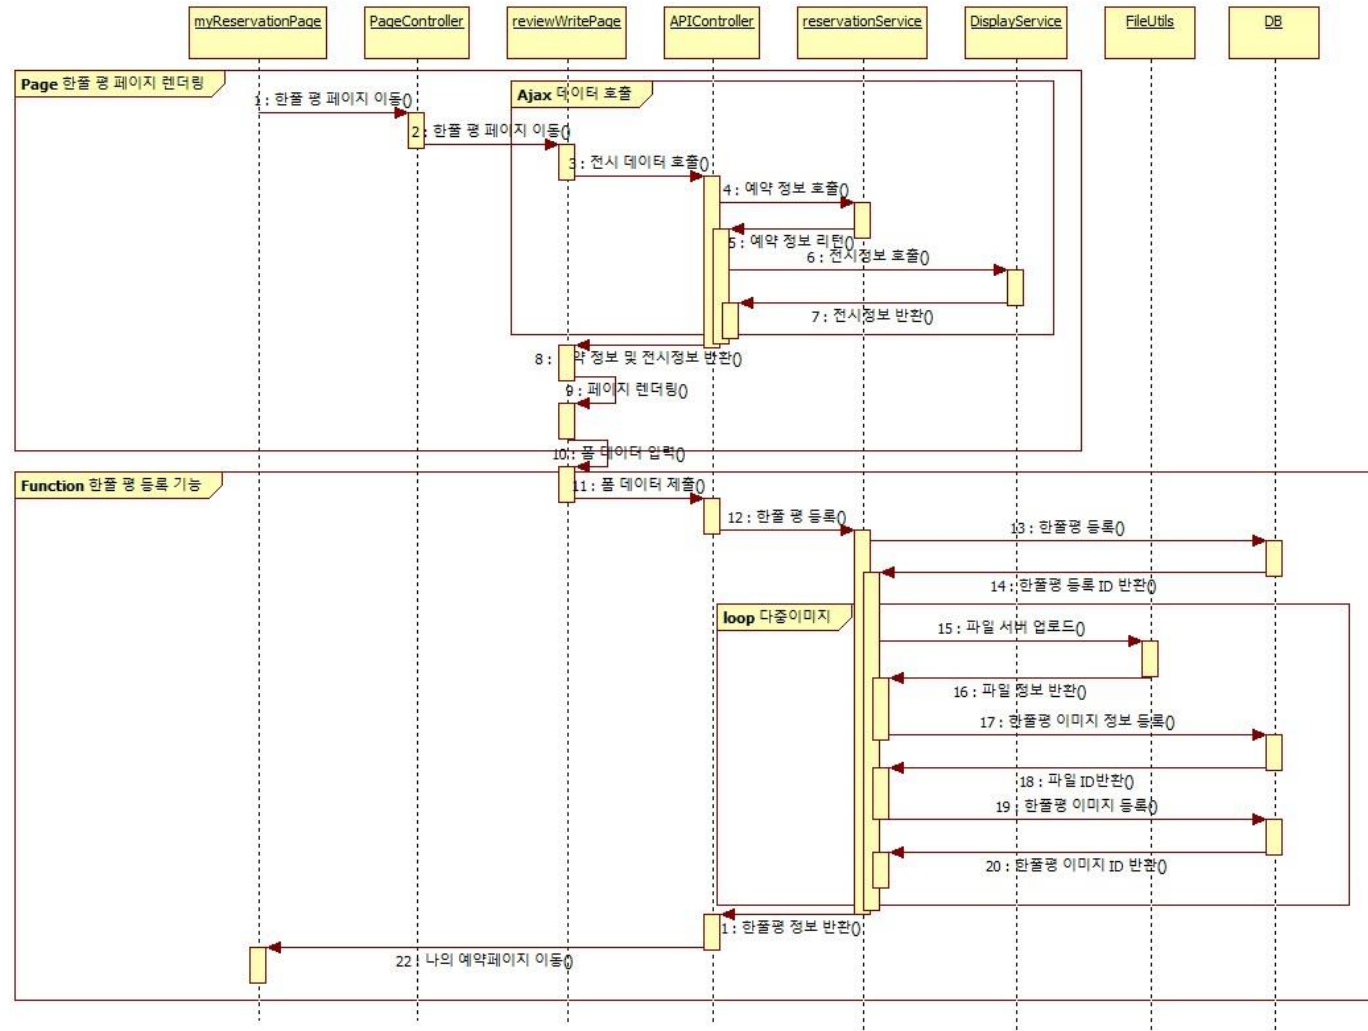 myReservationPage
PageController
reviewWritePage
APIController
reservationService
DisplayService
FileUtils
DB
Page 한줄 평 페이지 렌더링
Ajax 데이터 호출
1 : 한줄 평 페이지 이동()
2 : 한줄 평 페이지 이동()
3 : 전시 데이터 호출()
4 : 예약 정보 호출()
5 : 예약 정보 리턴()
6 : 전시정보 호출()
7 : 전시정보 반환()
8 : 약 정보 및 전시정보 반환()
9 : 페이지 렌더링()
10 : 폼 데이터 입력()
Function 한줄 평 등록 기능
11 : 폼 데이터 제출()
12 : 한줄 평 등록()
13 : 한줄평 등록()
14 : 한줄평 등록 ID 반환()
loop 다중이미지
15 : 파일 서버 업로드()
16 : 파일 정보 반환()
17 : 한줄평 이미지 정보 등록()
18 : 파일 ID반환()
19 : 한줄평 이미지 등록()
20 : 한줄평 이미지 ID 반환()
1 : 한줄평 정보 반환()
22 : 나의 예약페이지 이동()